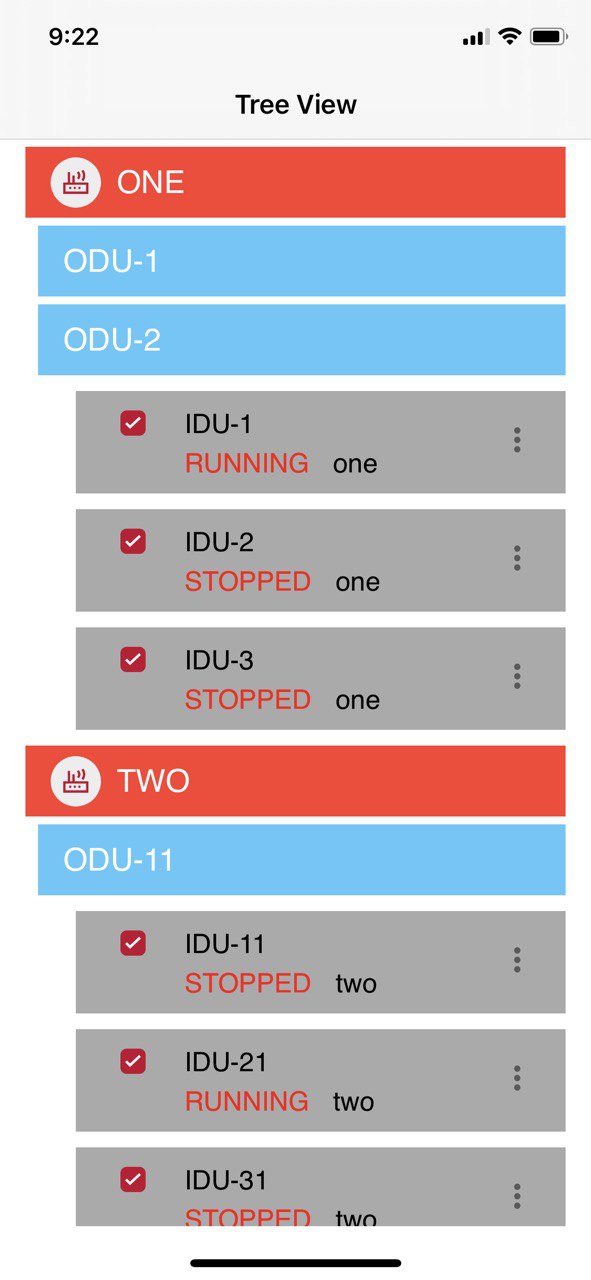 9:22
Tree View
ONE
ODU-1
ODU-2
IDU-1
RUNNING one
IDU-2
STOPPED one
IDU-3
STOPPED one
TWO
ODU-11
IDU-11
STOPPED two
IDU-21
RUNNING two
IDU-31
STOPPED two